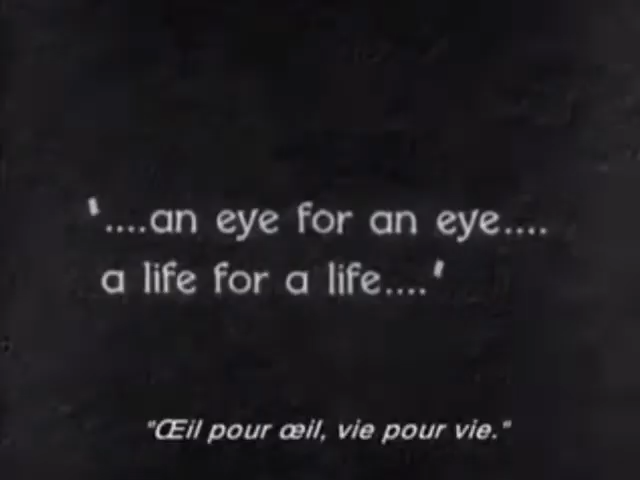 '....an eye for an eye....
a life for a life....'
"Œil pour œil, vie pour vie."